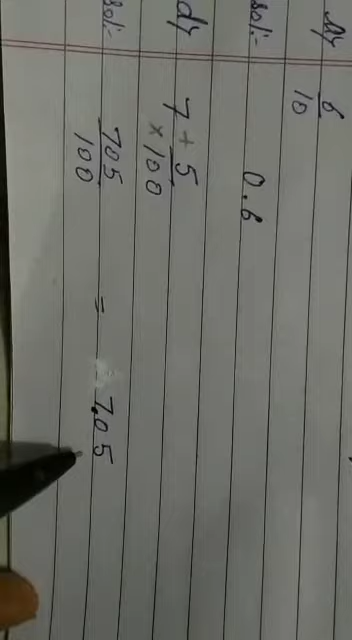 6/10
sol:- 0.6
d) 7 + 5/100
×
sol:- 705/100 = 7.05